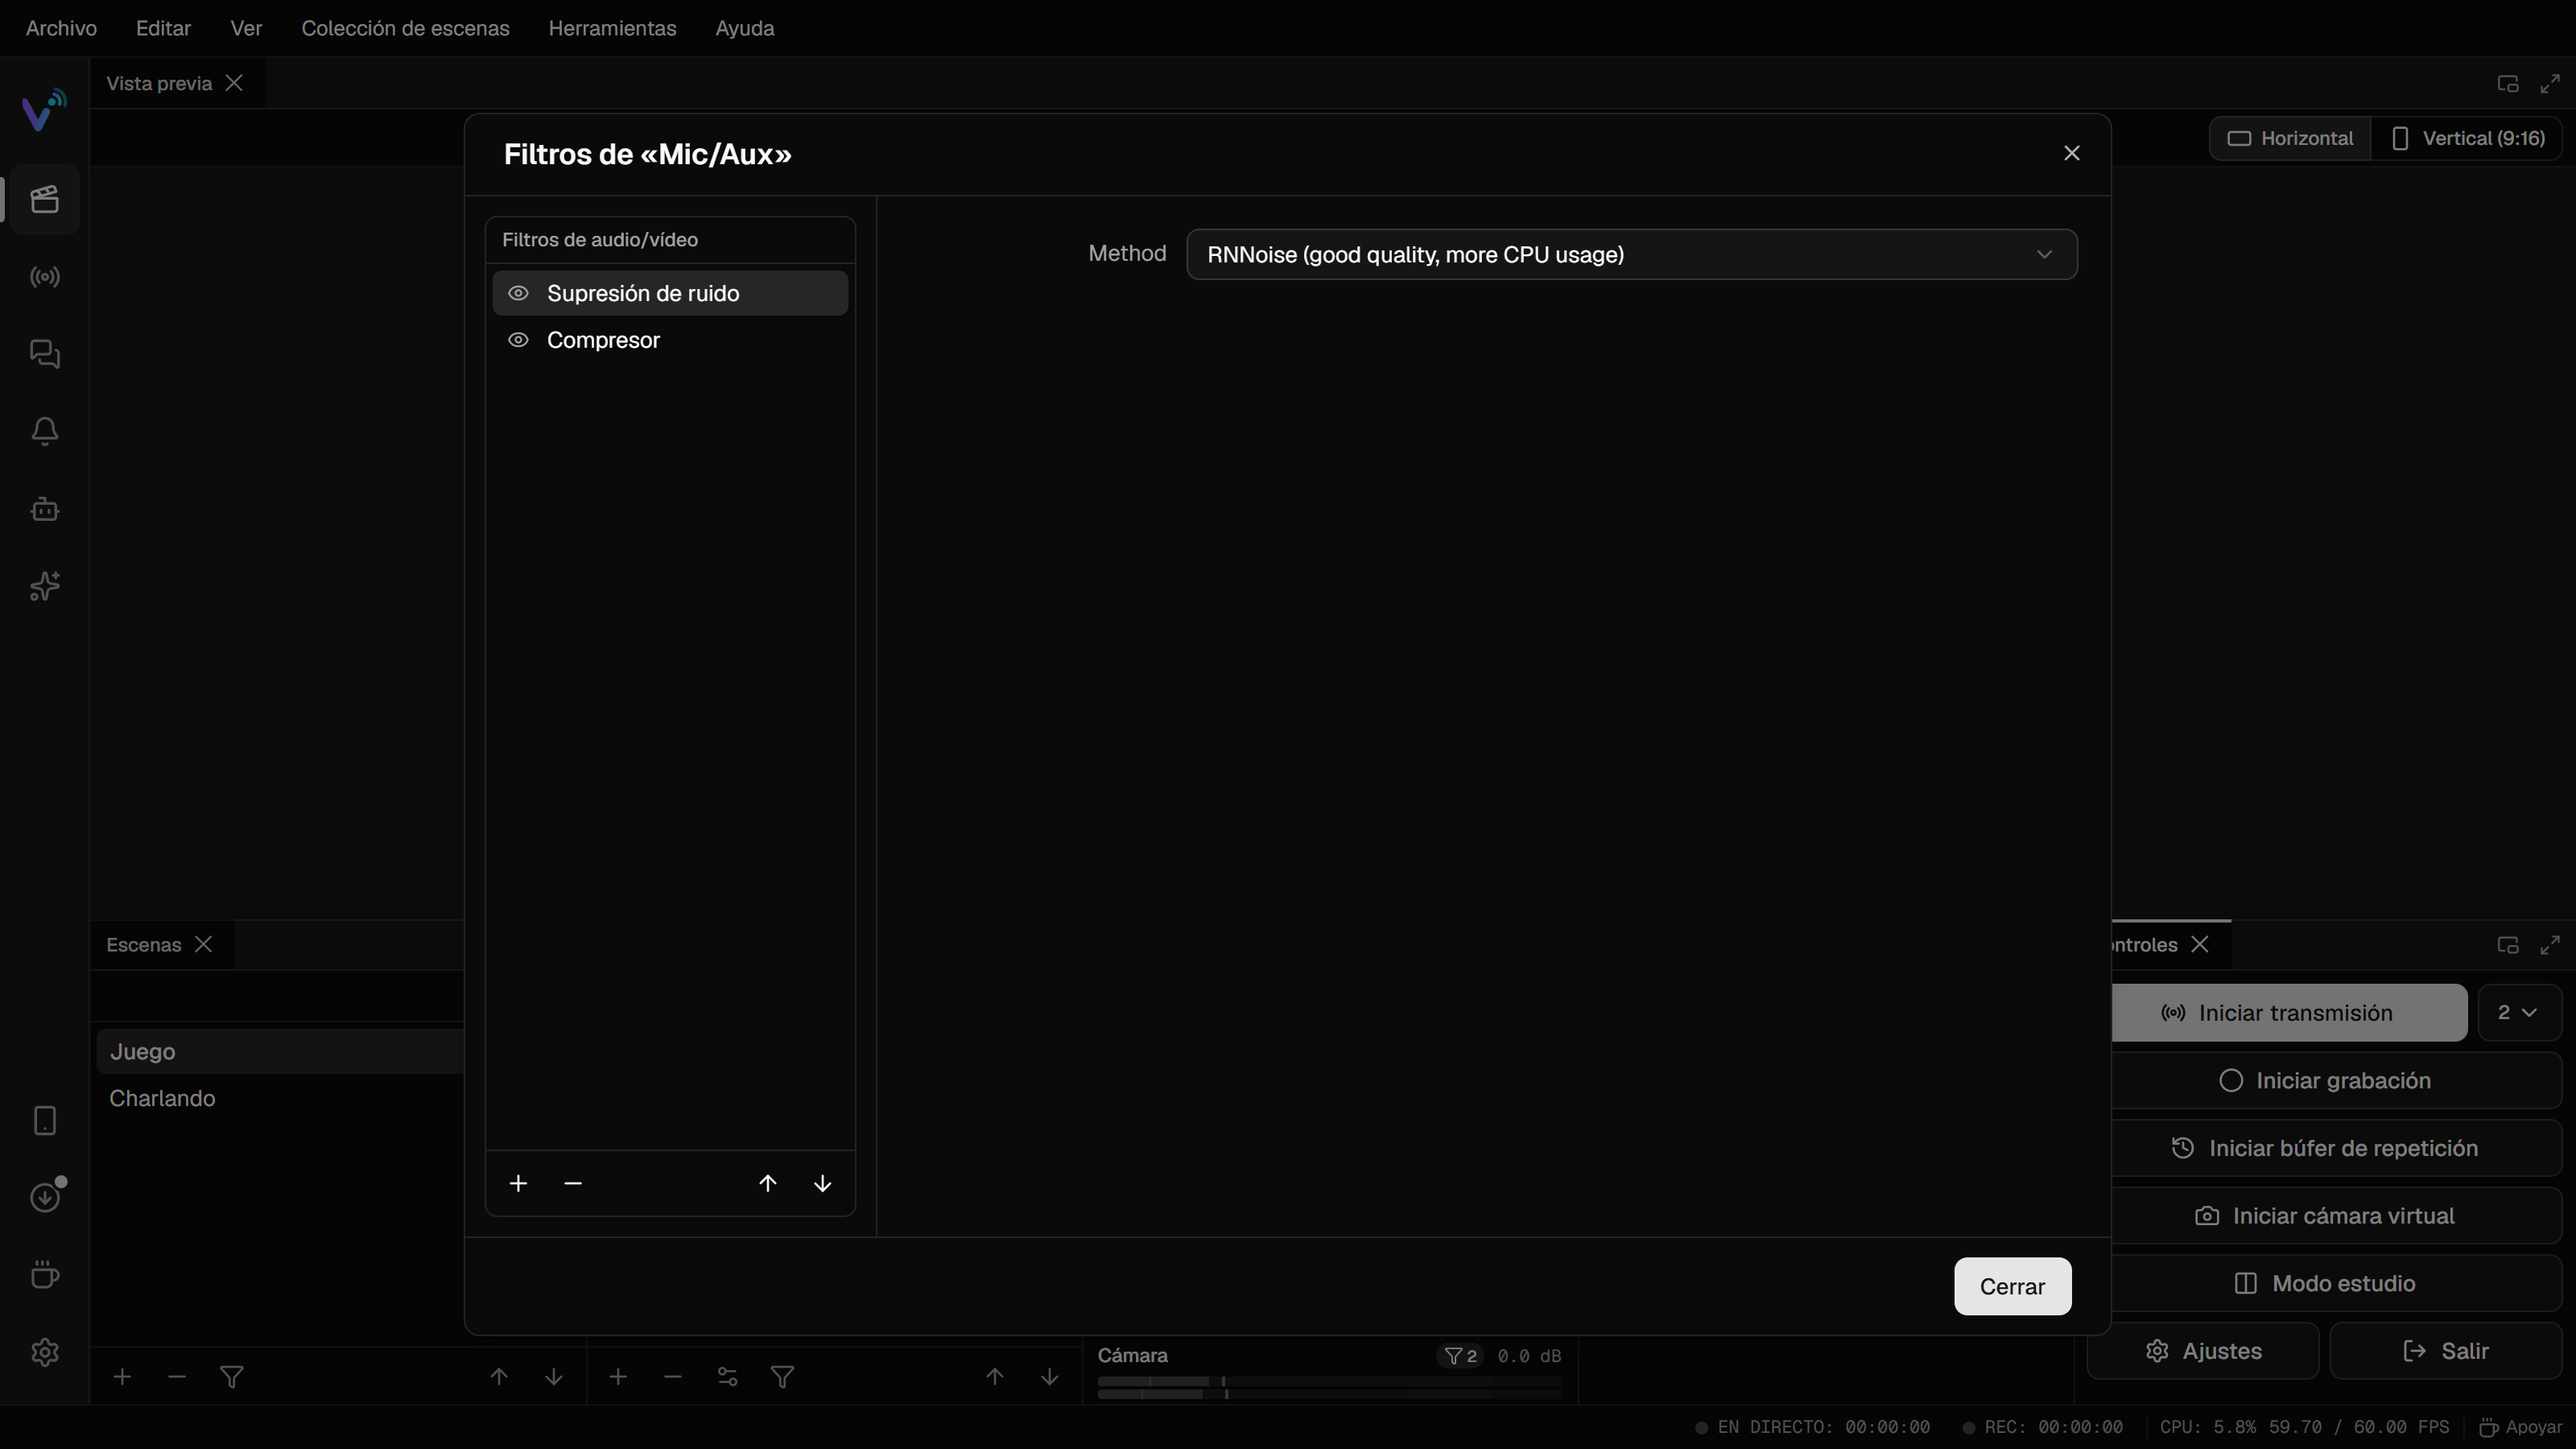 Archivo Editar Ver Colección de escenas Herramientas Ayuda
Vista previa
Horizontal Vertical (9:16)
Filtros de «Mic/Aux»
Filtros de audio/vídeo
Supresión de ruido
Compresor
Method RNNoise (good quality, more CPU usage)
Cerrar
Escenas
Juego
Charlando
Cámara 2 0.0 dB
ontroles
Iniciar transmisión 2
Iniciar grabación
Iniciar búfer de repetición
Iniciar cámara virtual
Modo estudio
Ajustes Salir
EN DIRECTO: 00:00:00 REC: 00:00:00 CPU: 5.8% 59.70 / 60.00 FPS Apoyar